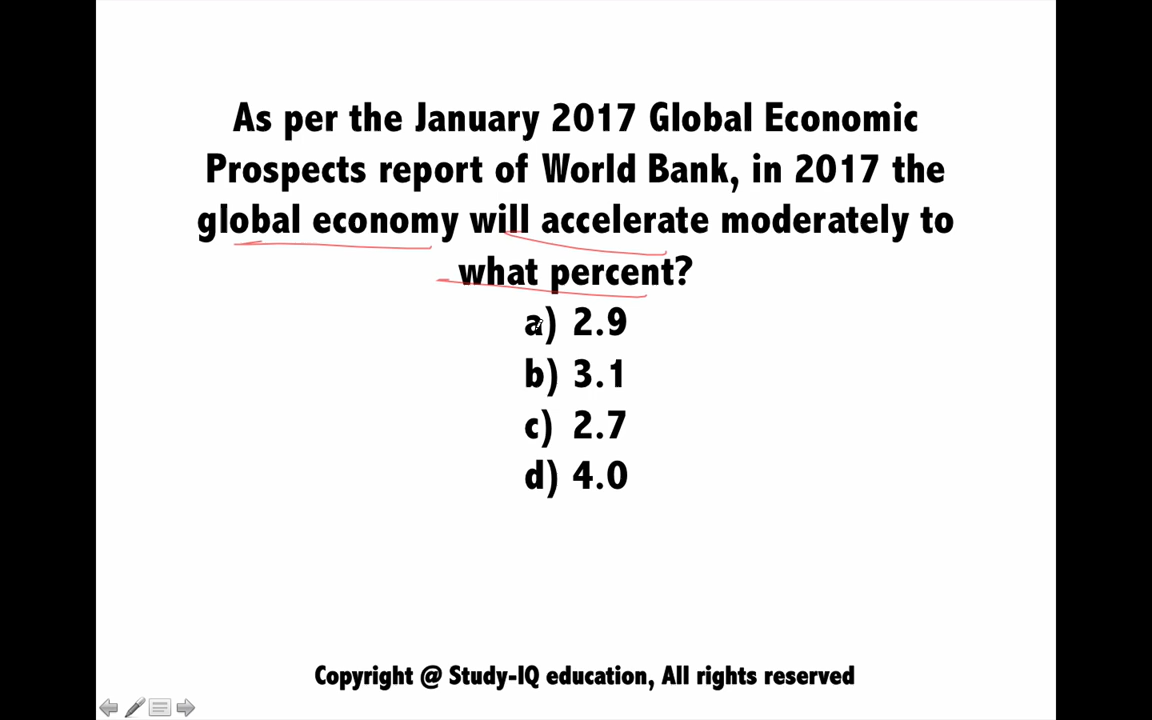 As per the January 2017 Global Economic
Prospects report of World Bank, in 2017 the
global economy will accelerate moderately to
what percent?
a) 2.9
b) 3.1
c) 2.7
d) 4.0
Copyright @ Study-IQ education, All rights reserved